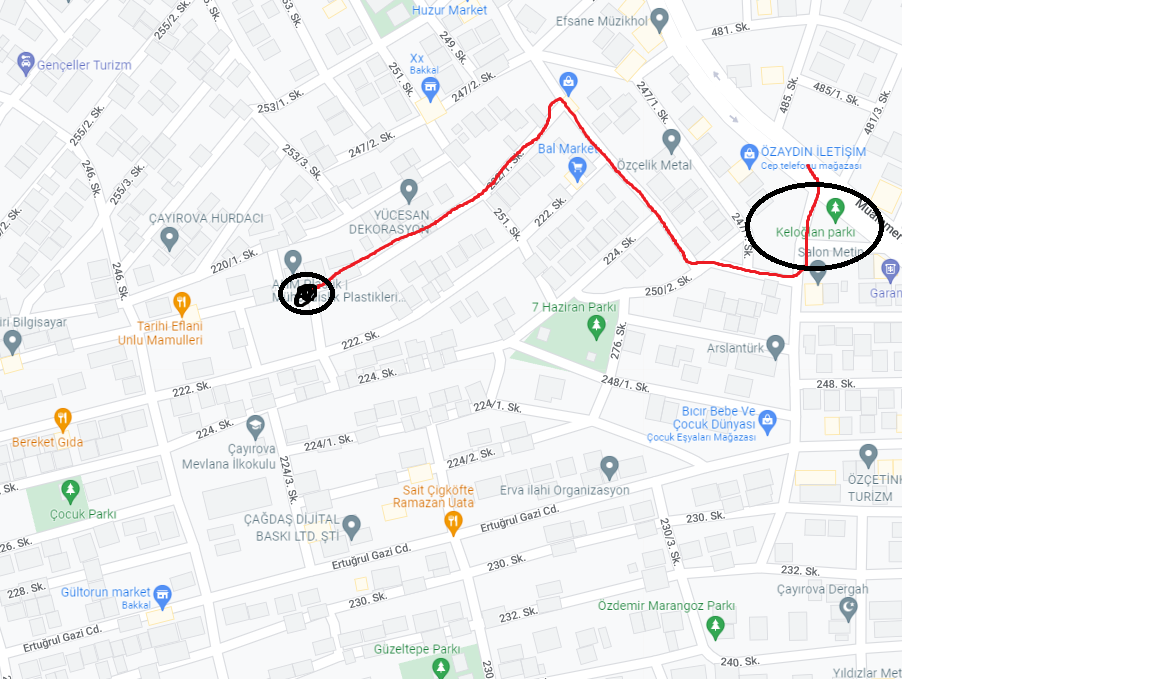 Huzur Market
255/2. Sk.
253. Sk.
249. Sk.
Efsane Müzikhol
481. Sk.
Gençeller Turizm
Xx
Bakkal
251. Sk.
247/2. Sk.
247/1. Sk.
485. Sk.
485/1. Sk.
481/3. Sk.
253/1. Sk.
255/2. Sk.
247/2. Sk.
253/3. Sk.
Bal Market
Özçelik Metal
ÖZAYDIN İLETİŞİM
Cep telefonu mağazası
246. Sk.
255/3. Sk.
222/1. Sk.
ÇAYIROVA HURDACI
YÜCESAN
DEKORASYON
251. Sk.
222. Sk.
224. Sk.
Keloğlan parkı
Salon Metin
220/1. Sk.
246. Sk.
250/2. Sk.
Garan
7 Haziran Parkı
276. Sk.
Tarihi Eflani
Unlu Mamulleri
iri Bilgisayar
222. Sk.
Arslantürk
224. Sk.
222. Sk.
248/1. Sk.
248. Sk.
Bereket Gıda
224. Sk.
224/1. Sk.
224/1. Sk.
Bıcır Bebe Ve
Çocuk Dünyası
Çocuk Eşyaları Mağazası
Çayırova
Mevlana İlkokulu
224/3. Sk.
224/2. Sk.
Erva ilahi Organizasyon
ÖZÇETİN
TURİZM
Sait Çiğköfte
Ramazan Usta
Çocuk Parkı
ÇAĞDAŞ DİJİTAL
BASKI LTD. ŞTİ
Ertuğrul Gazi Cd.
230. Sk.
230/3. Sk.
26. Sk.
Ertuğrul Gazi Cd.
230. Sk.
232. Sk.
228. Sk.
Gültorun market
Bakkal
230. Sk.
232. Sk.
Özdemir Marangoz Parkı
Çayırova Dergah
Ertuğrul Gazi Cd.
Güzeltepe Parkı
240. Sk.
Yıldızlar Met